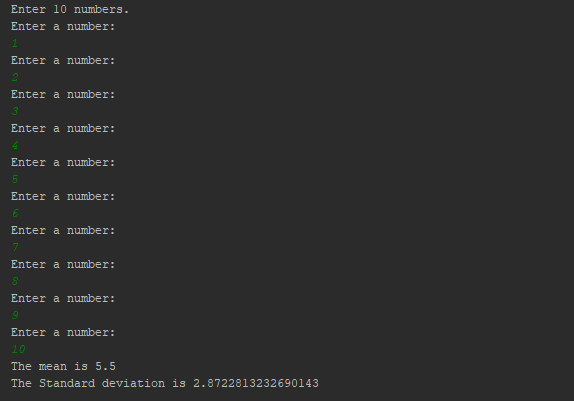 Enter 10 numbers.
Enter a number:
1
Enter a number:
2
Enter a number:
3
Enter a number:
4
Enter a number:
5
Enter a number:
6
Enter a number:
7
Enter a number:
8
Enter a number:
9
Enter a number:
10
The mean is 5.5
The Standard deviation is 2.8722813232690143